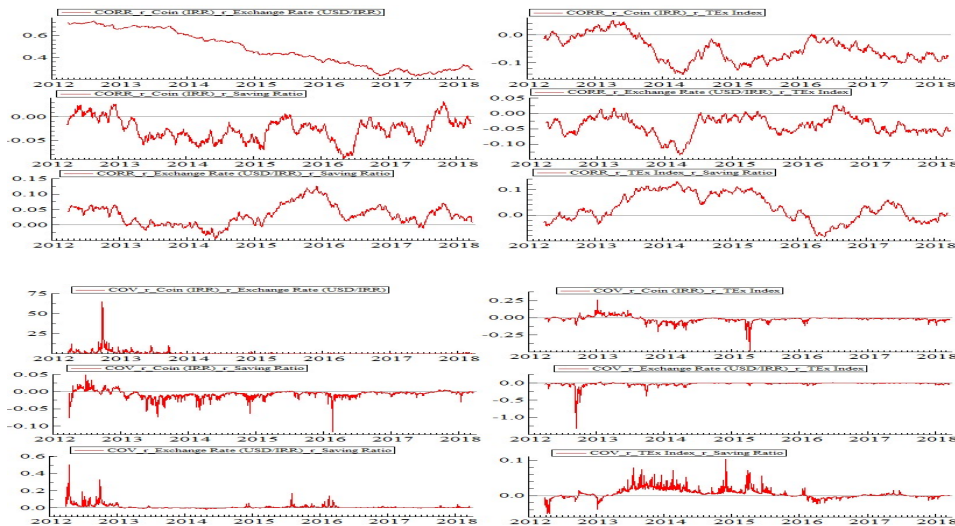 CORR_r_Coin (IRR)_r_Exchange Rate (USD/IRR)
0.6
0.4
2012 2013 2014 2015 2016 2017 2018
CORR_r_Coin (IRR)_r_TEx Index
0.0
-0.1
2012 2013 2014 2015 2016 2017 2018
CORR_r_Coin (IRR)_r_Saving Ratio
0.00
-0.05
2012 2013 2014 2015 2016 2017 2018
CORR_r_Exchange Rate (USD/IRR)_r_TEx Index
0.05
0.00
-0.05
-0.10
2012 2013 2014 2015 2016 2017 2018
CORR_r_Exchange Rate (USD/IRR)_r_Saving Ratio
0.15
0.10
0.05
0.00
2012 2013 2014 2015 2016 2017 2018
CORR_r_TEx Index_r_Saving Ratio
0.1
0.0
2012 2013 2014 2015 2016 2017 2018
COV_r_Coin (IRR)_r_Exchange Rate (USD/IRR)
75
50
25
2012 2013 2014 2015 2016 2017 2018
COV_r_Coin (IRR)_r_TEx Index
0.25
0.00
-0.25
2012 2013 2014 2015 2016 2017 2018
COV_r_Coin (IRR)_r_Saving Ratio
0.05
0.00
-0.05
-0.10
2012 2013 2014 2015 2016 2017 2018
COV_r_Exchange Rate (USD/IRR)_r_TEx Index
0.0
-0.5
-1.0
2012 2013 2014 2015 2016 2017 2018
COV_r_Exchange Rate (USD/IRR)_r_Saving Ratio
0.6
0.4
0.2
0.0
2012 2013 2014 2015 2016 2017 2018
COV_r_TEx Index_r_Saving Ratio
0.1
0.0
2012 2013 2014 2015 2016 2017 2018